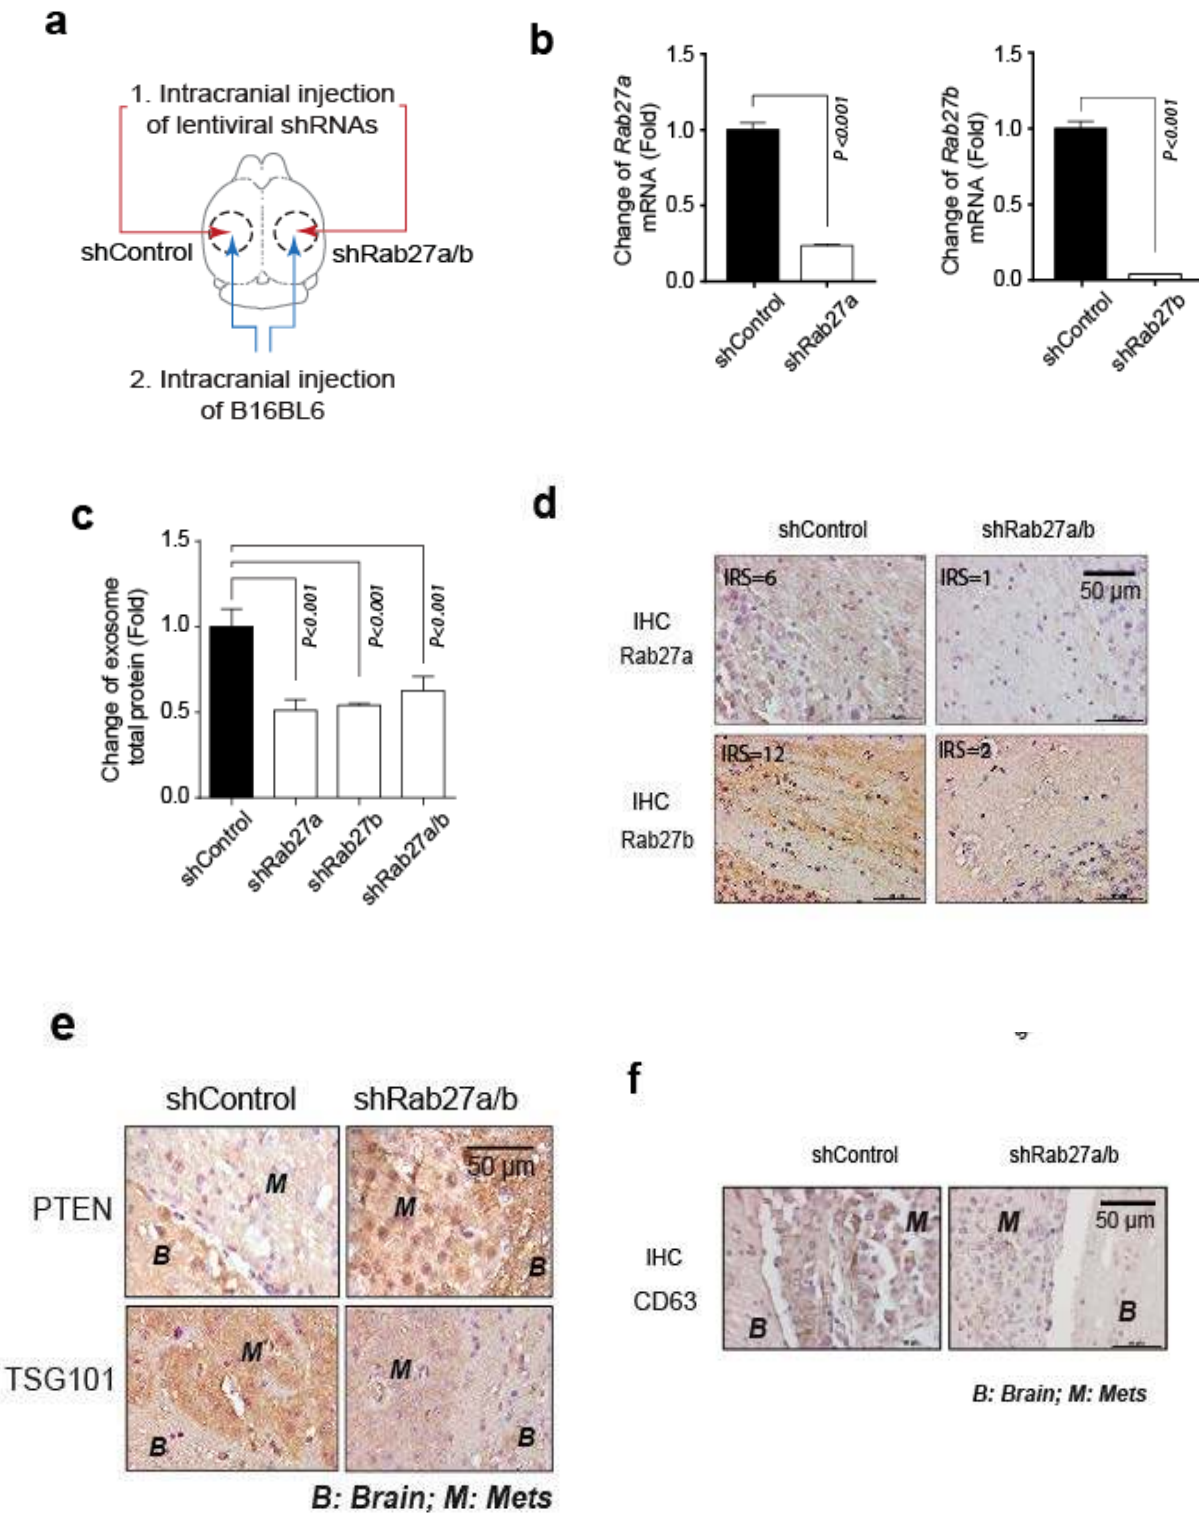 a
1. Intracranial injection
of lentiviral shRNAs
shControl
shRab27a/b
2. Intracranial injection
of B16BL6
b
Change of Rab27a
mRNA (Fold)
1.5
1.0
0.5
0.0
P<0.001
shControl
shRab27a
Change of Rab27b
mRNA (Fold)
1.5
1.0
0.5
0.0
P<0.001
shControl
shRab27b
c
Change of exosome
total protein (Fold)
1.5
1.0
0.5
0.0
P<0.001
P<0.001
P<0.001
shControl
shRab27a
shRab27b
shRab27a/b
d
shControl
shRab27a/b
IHC
Rab27a
IRS=6
IRS=1
50 µm
IHC
Rab27b
IRS=12
IRS=2
e
shControl
shRab27a/b
PTEN
M
B
50 µm
M
B
TSG101
M
B
M
B
B: Brain; M: Mets
f
shControl
shRab27a/b
IHC
CD63
M
B
M
50 µm
B
B: Brain; M: Mets